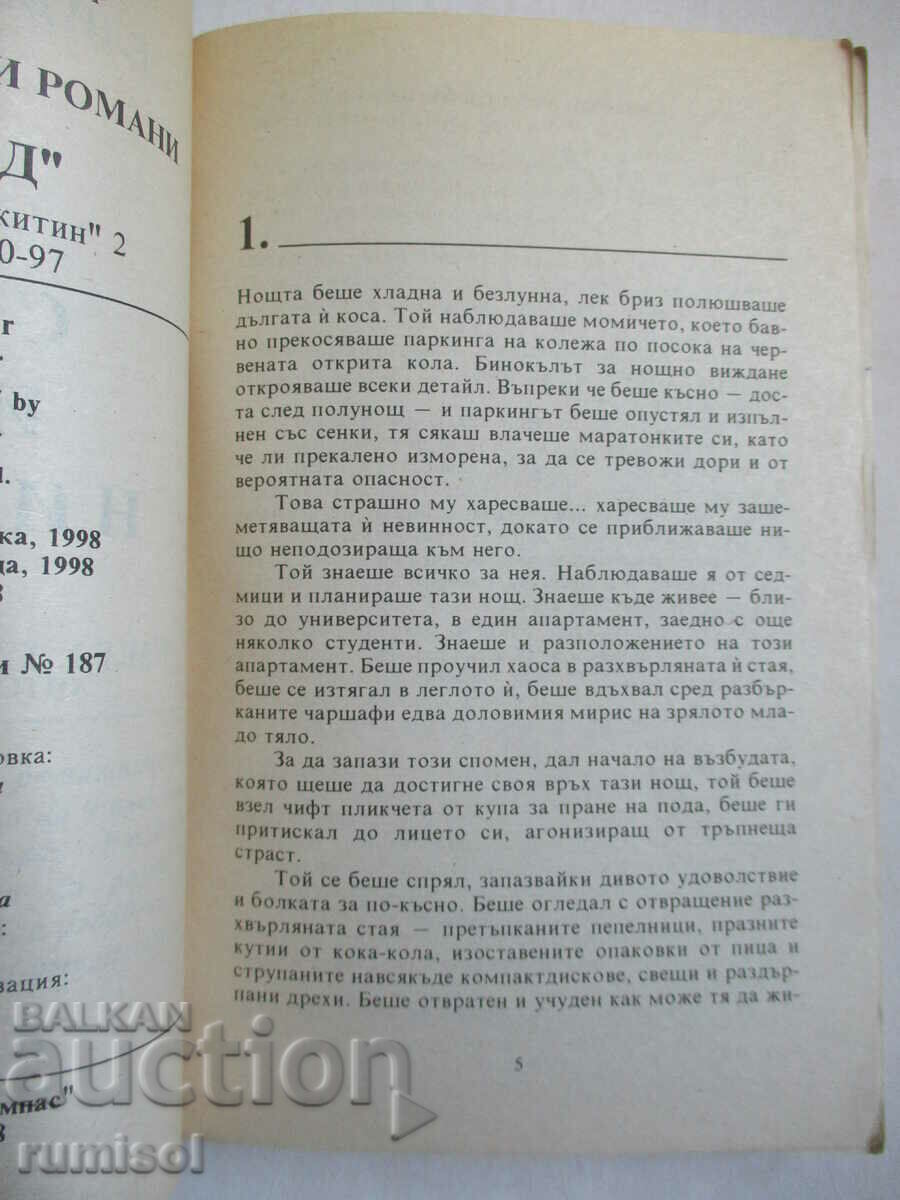 И РОМАНИ
Д"
китин" 2
0-97
r
by
l.
ка, 1998
да, 1998
8
и № 187
овка:
а
:
зация:
мпас"
8
1.
Нощта беше хладна и безлунна, лек бриз полюшваше
дългата ѝ коса. Той наблюдаваше момичето, което бав-
но прекосяваше паркинга на колежа по посока на чер-
вената открита кола. Бинокълът за нощно виждане
открояваше всеки детайл. Въпреки че беше късно — дос-
та след полунощ — и паркингът беше опустял и изпъл-
нен със сенки, тя сякаш влачеше маратонките си, като
че ли прекалено изморена, за да се тревожи дори и от
вероятната опасност.
Това страшно му харесваше... харесваше му заше-
метяващата ѝ невинност, докато се приближаваше ни-
що неподозираща към него.
Той знаеше всичко за нея. Наблюдаваше я от сед-
мици и планираше тази нощ. Знаеше къде живее — бли-
зо до университета, в един апартамент, заедно с още
няколко студенти. Знаеше и разположението на този
апартамент. Беше проучил хаоса в разхвърляната ѝ стая,
беше се изтягал в леглото ѝ, беше вдъхвал сред разбър-
каните чаршафи едва доловимия мирис на зрялото мла-
до тяло.
За да запази този спомен, дал начало на възбудата,
която щеше да достигне своя връх тази нощ, той беше
взел чифт пликчета от купа за пране на пода, беше ги
притискал до лицето си, агонизиращ от тръпнеща
страст.
Той се беше спрял, запазвайки дивото удоволствие
и болката за по-късно. Беше огледал с отвращение раз-
хвърляната стая — претъпканите пепелници, празните
кутии от кока-кола, изоставените опаковки от пица и
струпаните навсякъде компактдискове, свещи и раздър-
пани дрехи. Беше отвратен и учуден как може тя да жи-
5
BALKAN
auction
rumisol